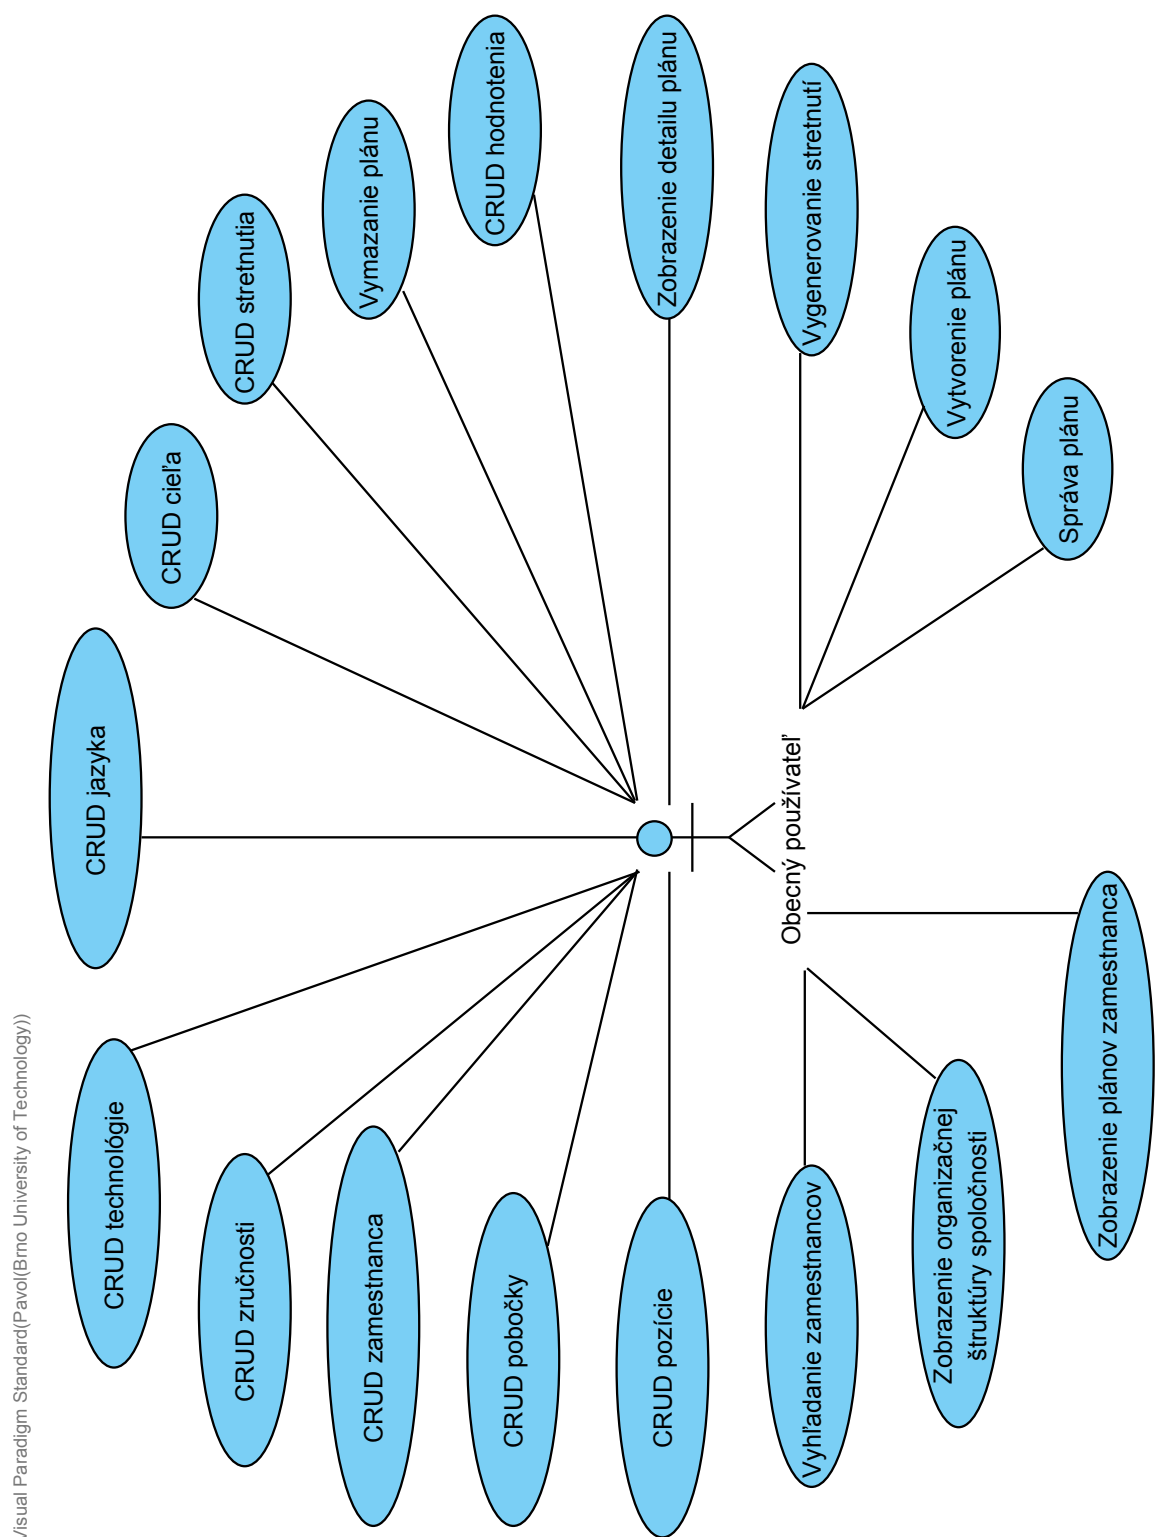 Visual Paradigm Standard(Pavol(Brno University of Technology))
CRUD technológie
CRUD jazyka
CRUD cieľa
CRUD zručnosti
CRUD stretnutia
CRUD zamestnanca
Vymazanie plánu
CRUD pobočky
CRUD hodnotenia
CRUD pozície
Zobrazenie detailu plánu
Obecný používateľ
Vyhľadanie zamestnancov
Vygenerovanie stretnutí
Zobrazenie organizačnej
štruktúry spoločnosti
Vytvorenie plánu
Zobrazenie plánov zamestnanca
Správa plánu